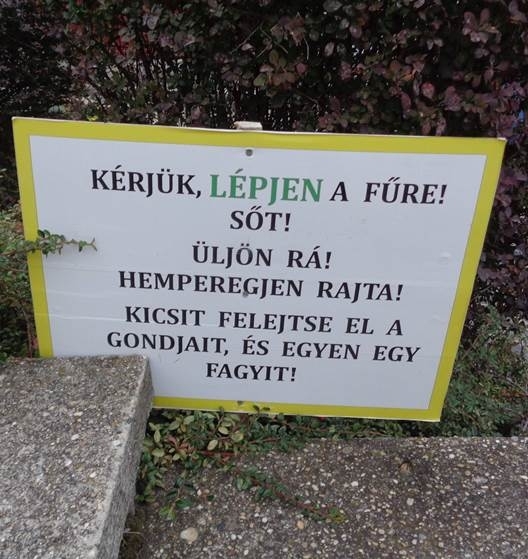 KÉRJÜK, LÉPJEN A FŰRE!
SŐT!
ÜLJÖN RÁ!
HEMPEREGJEN RAJTA!
KICSIT FELEJTSE EL A
GONDJAIT, ÉS EGYEN EGY
FAGYIT!